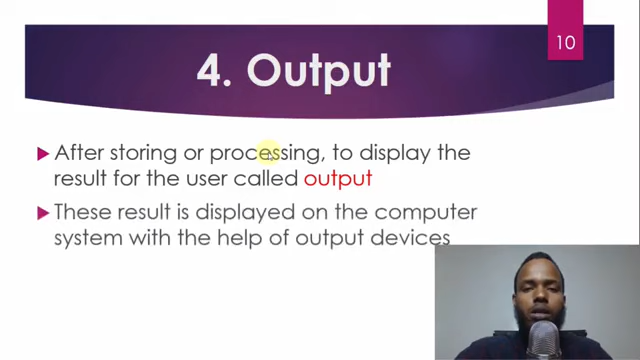 10
4. Output
After storing or processing, to display the
result for the user called output
These result is displayed on the computer
system with the help of output devices